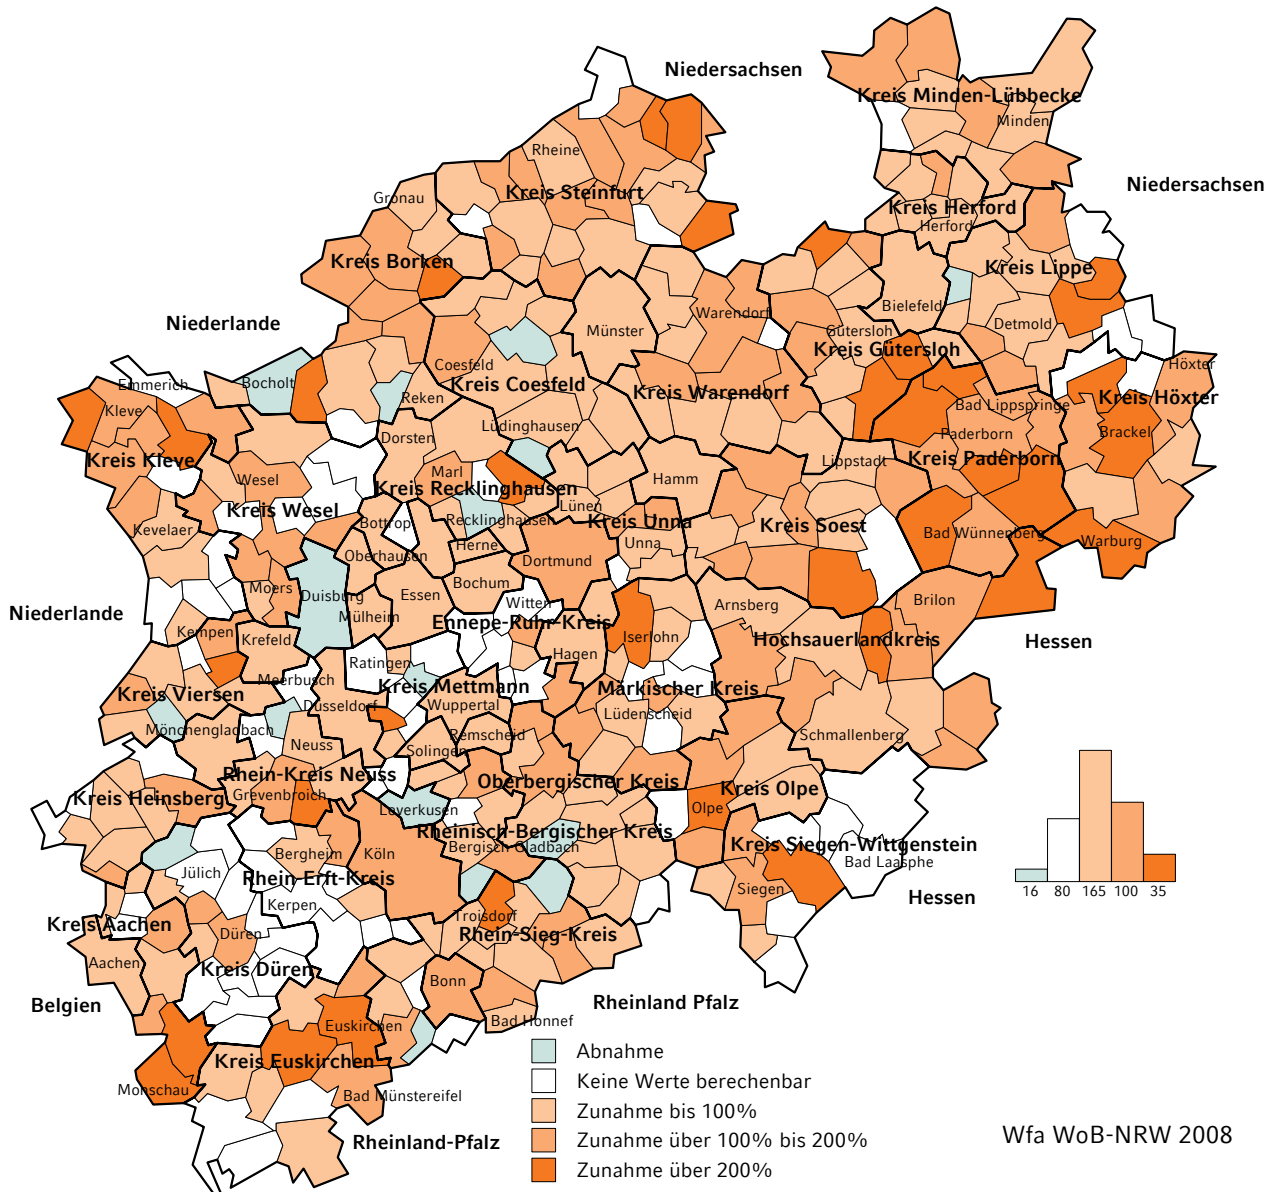 Niedersachsen
Kreis Minden-Lübbecke
Minden
Rheine
Niedersachsen
Kreis Steinfurt
Gronau
Kreis Herford
Herford
Kreis Borken
Kreis Lippe
Bielefeld
Warendorf
Niederlande
Münster
Gütersloh
Detmold
Kreis Gütersloh
Coesfeld
Höxter
Emmerich
Bocholt
Kreis Coesfeld
Kreis Warendorf
Reken
Kreis Höxter
Kleve
Bad Lippspringe
Lüdinghausen
Dorsten
Paderborn
Brackel
Kreis Kleve
Lippstadt
Kreis Paderborn
Marl
Wesel
Hamm
Kreis Recklinghausen
Kreis Wesel
Lünen
Bottrop
Recklinghausen
Kreis Unna
Kreis Soest
Kevelaer
Bad Wünnenberg
Warburg
Herne
Unna
Oberhausen
Dortmund
Moers
Bochum
Duisburg
Essen
Witten
Arnsberg
Brilon
Niederlande
Mülheim
Ennepe-Ruhr-Kreis
Kempen
Krefeld
Iserlohn
Hochsauerlandkreis
Hessen
Hagen
Ratingen
Meerbusch
Kreis Mettmann
Märkischer Kreis
Kreis Viersen
Düsseldorf
Wuppertal
Lüdenscheid
Mönchengladbach
Neuss
Remscheid
Schmallenberg
Solingen
Rhein-Kreis Neuss
Oberbergischer Kreis
Kreis Olpe
Kreis Heinsberg
Grevenbroich
Leverkusen
Olpe
Rheinisch-Bergischer Kreis
Bergisch Gladbach
Kreis Siegen-Wittgenstein
Bergheim
Köln
Bad Laasphe
Jülich
Rhein-Erft-Kreis
Siegen
Hessen
Kerpen
Troisdorf
Kreis Aachen
Düren
Rhein-Sieg-Kreis
Aachen
Kreis Düren
Bonn
Belgien
Rheinland Pfalz
Bad Honnef
Euskirchen
Kreis Euskirchen
Monschau
Bad Münstereifel
Rheinland-Pfalz
16 80 165 100 35
Abnahme
Keine Werte berechenbar
Zunahme bis 100%
Zunahme über 100% bis 200%
Zunahme über 200%
Wfa WoB-NRW 2008